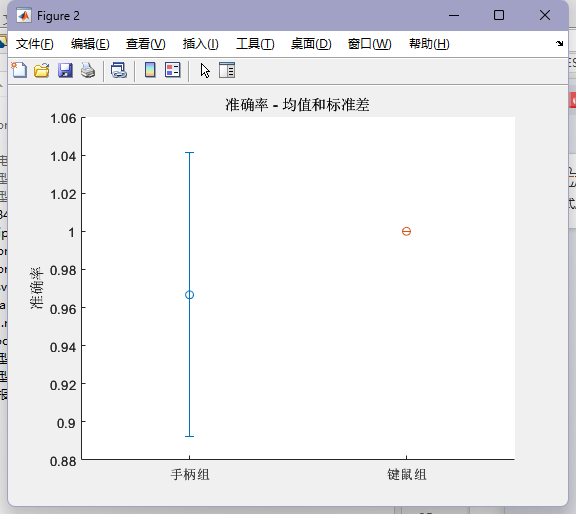 Figure 2
文件(F) 编辑(E) 查看(V) 插入(I) 工具(T) 桌面(D) 窗口(W) 帮助(H)
准确率 - 均值和标准差
1.06
1.04
1.02
1
0.98
0.96
0.94
0.92
0.9
0.88
准确率
手柄组 键鼠组